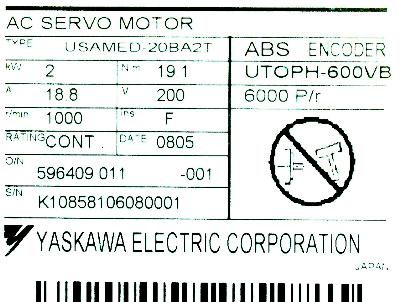 AC SERVO MOTOR
TYPE USAMED-20BA2T
kW 2 N·m 19.1
A 18.8 V 200
r/min 1000 ins F
RATING CONT. DATE 0805
O/N 596409 011 -001
S/N K10858106080001
ABS ENCODER
UTOPH-600VB
6000 P/r
YASKAWA ELECTRIC CORPORATION
JAPAN